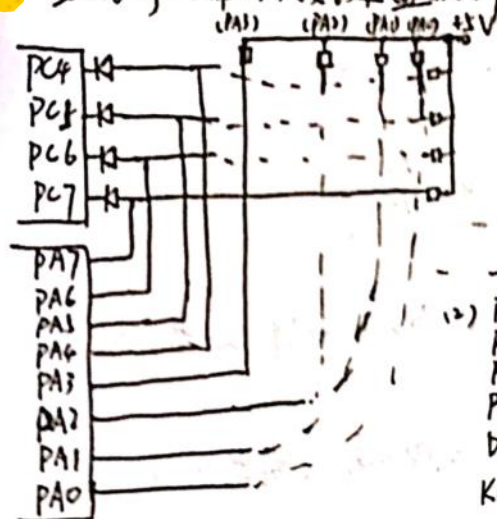 (PA3) (PA2) (PA1) (PA0) +5V
PC4
PC5
PC6
PC7
PA7
PA6
PA5
PA4
PA3
PA2
PA1
PA0
(2) P
P
P
P
D
K